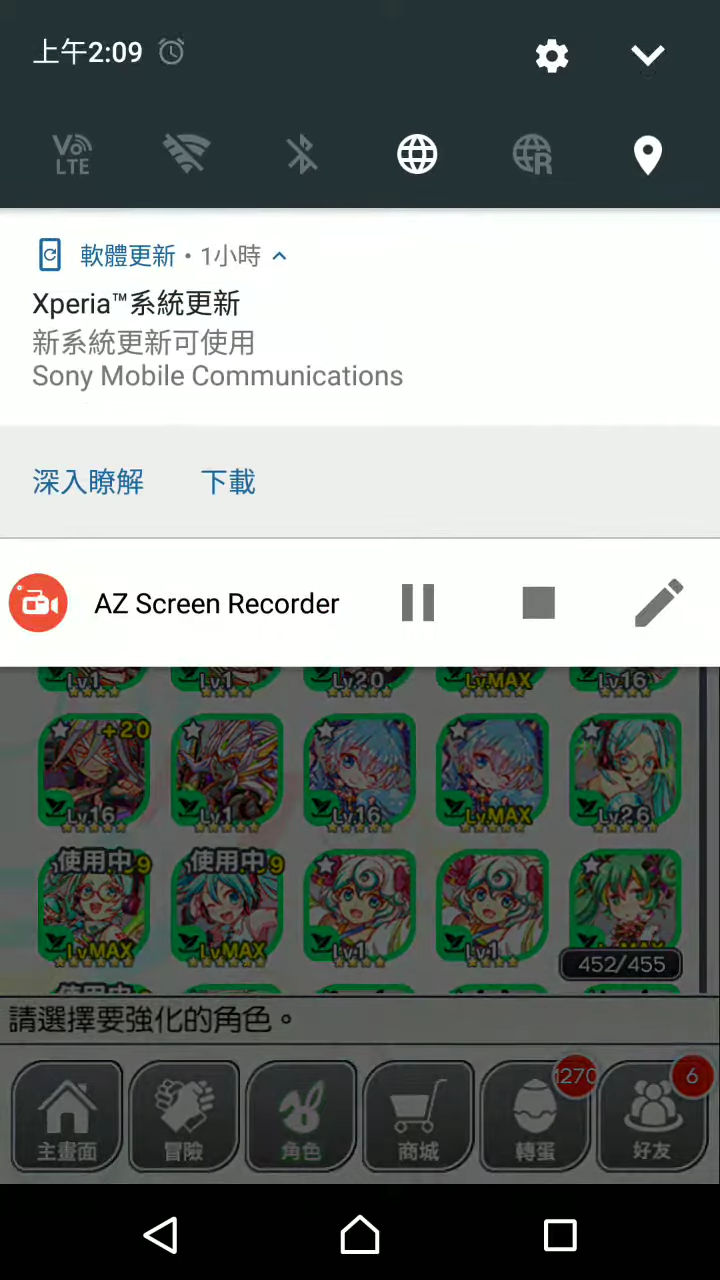 上午2:09
Vo LTE
R
軟體更新 • 1小時
Xperia™系統更新
新系統更新可使用
Sony Mobile Communications
深入瞭解 下載
AZ Screen Recorder
Lv1 Lv1 Lv20 LvMAX Lv16
+20
Lv16 Lv1 Lv16 LvMAX Lv26
使用中 9 使用中 9
LvMAX LvMAX Lv1 Lv1
452/455
請選擇要強化的角色。
1270 6
主畫面 冒險 角色 商城 轉蛋 好友